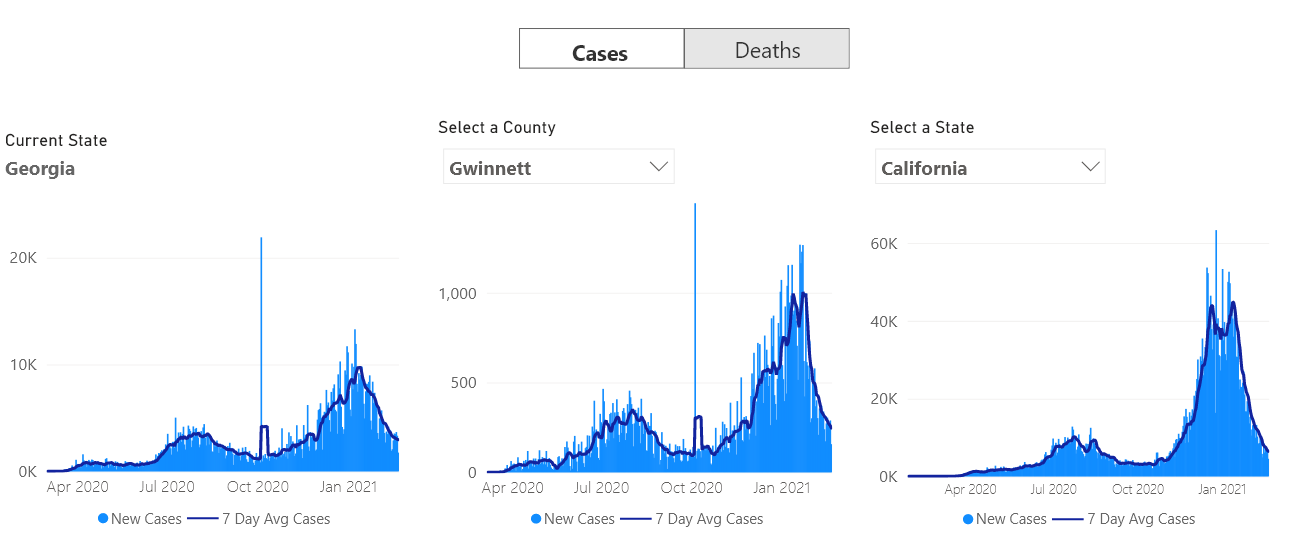 Cases
Deaths
Current State
Georgia
20K
10K
0K
Apr 2020
Jul 2020
Oct 2020
Jan 2021
New Cases
7 Day Avg Cases
Select a County
Gwinnett
1,000
500
0
Apr 2020
Jul 2020
Oct 2020
Jan 2021
New Cases
7 Day Avg Cases
Select a State
California
60K
40K
20K
0K
Apr 2020
Jul 2020
Oct 2020
Jan 2021
New Cases
7 Day Avg Cases